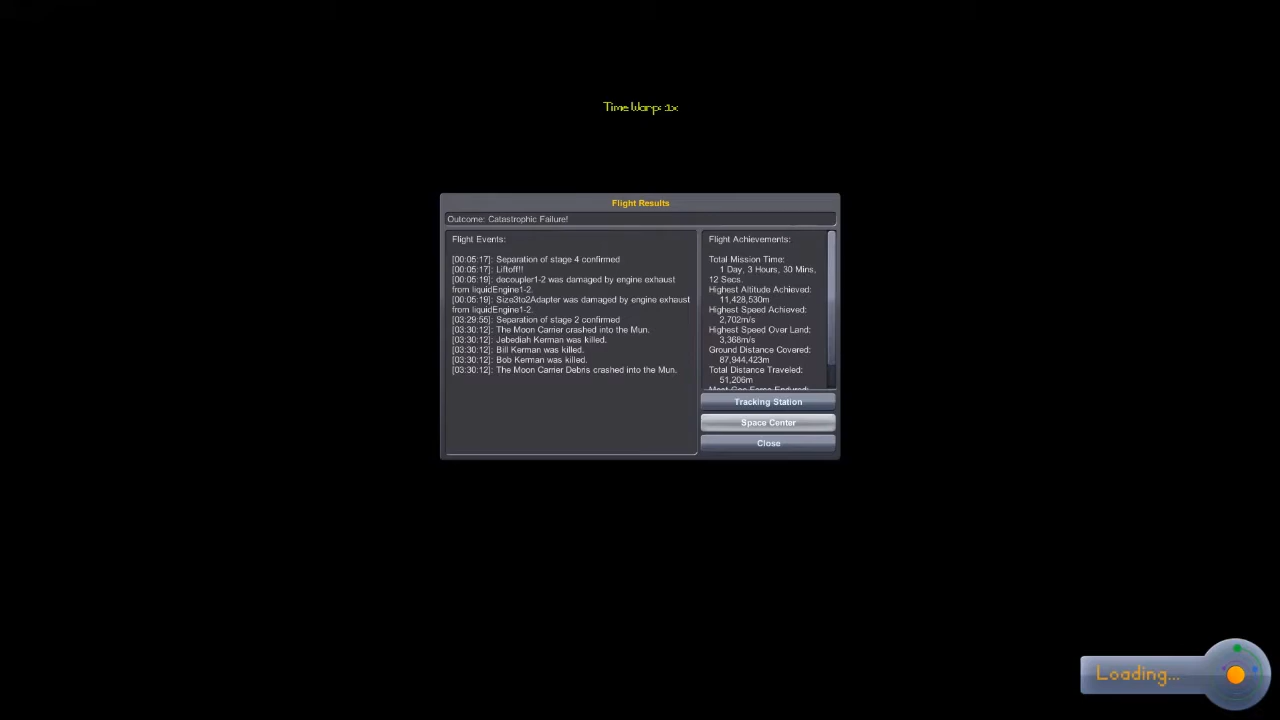 Time Warp: 1x
Flight Results
Outcome: Catastrophic Failure!
Flight Events:
[00:05:17]: Separation of stage 4 confirmed
[00:05:17]: Liftoff!!
[00:05:19]: decoupler1-2 was damaged by engine exhaust
from liquidEngine1-2.
[00:05:19]: Size3to2Adapter was damaged by engine exhaust
from liquidEngine1-2.
[03:29:55]: Separation of stage 2 confirmed
[03:30:12]: The Moon Carrier crashed into the Mun.
[03:30:12]: Jebediah Kerman was killed.
[03:30:12]: Bill Kerman was killed.
[03:30:12]: Bob Kerman was killed.
[03:30:12]: The Moon Carrier Debris crashed into the Mun.
Flight Achievements:
Total Mission Time:
1 Day, 3 Hours, 30 Mins,
12 Secs
Highest Altitude Achieved:
11,428,530m
Highest Speed Achieved:
2,702m/s
Highest Speed Over Land:
3,368m/s
Ground Distance Covered:
87,944,423m
Total Distance Traveled:
51,206m
Most Gee Force Endured:
Tracking Station
Space Center
Close
Loading...